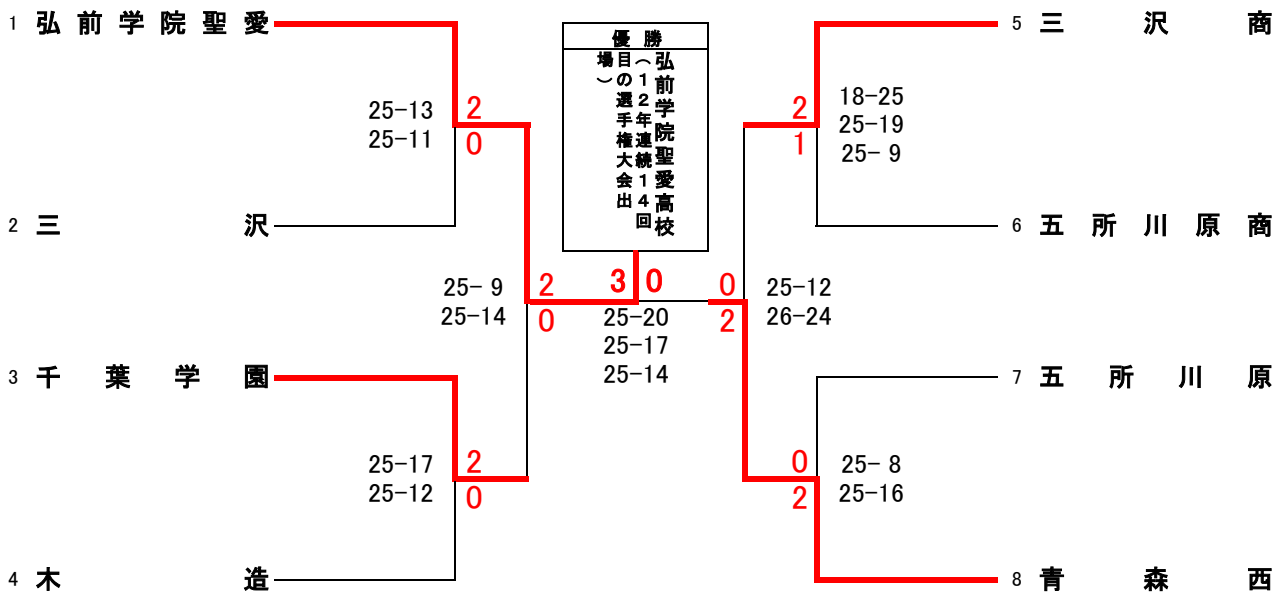 1 弘前学院聖愛
25-13
25-11
2
0
2 三沢
25- 9
25-14
2
0
3 千葉学園
25-17
25-12
2
0
4 木造
優勝
弘前学院聖愛高校
(12年連続14回
目の選手権大会出
場)
3 0
25-20
25-17
25-14
5 三沢商
2
1
18-25
25-19
25- 9
6 五所川原商
0
2
25-12
26-24
7 五所川原
0
2
25- 8
25-16
8 青森西